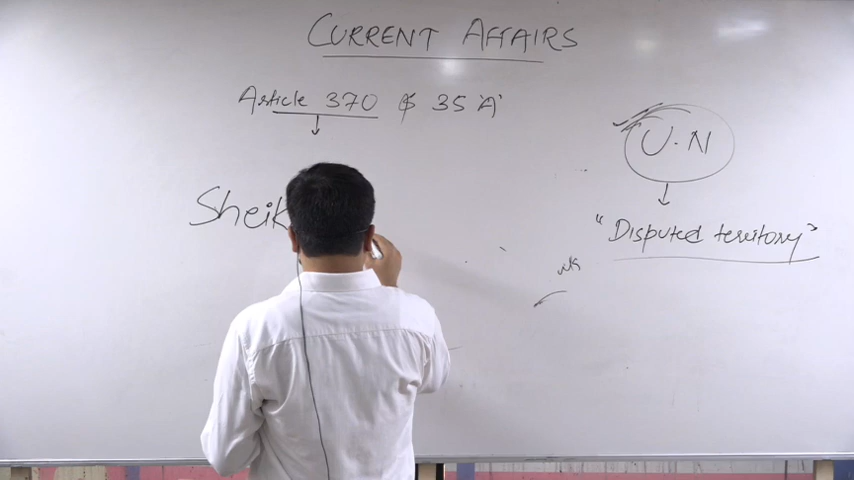 CURRENT AFFAIRS
Article 370 & 35 'A'
U.N
Sheik
"Disputed territory"